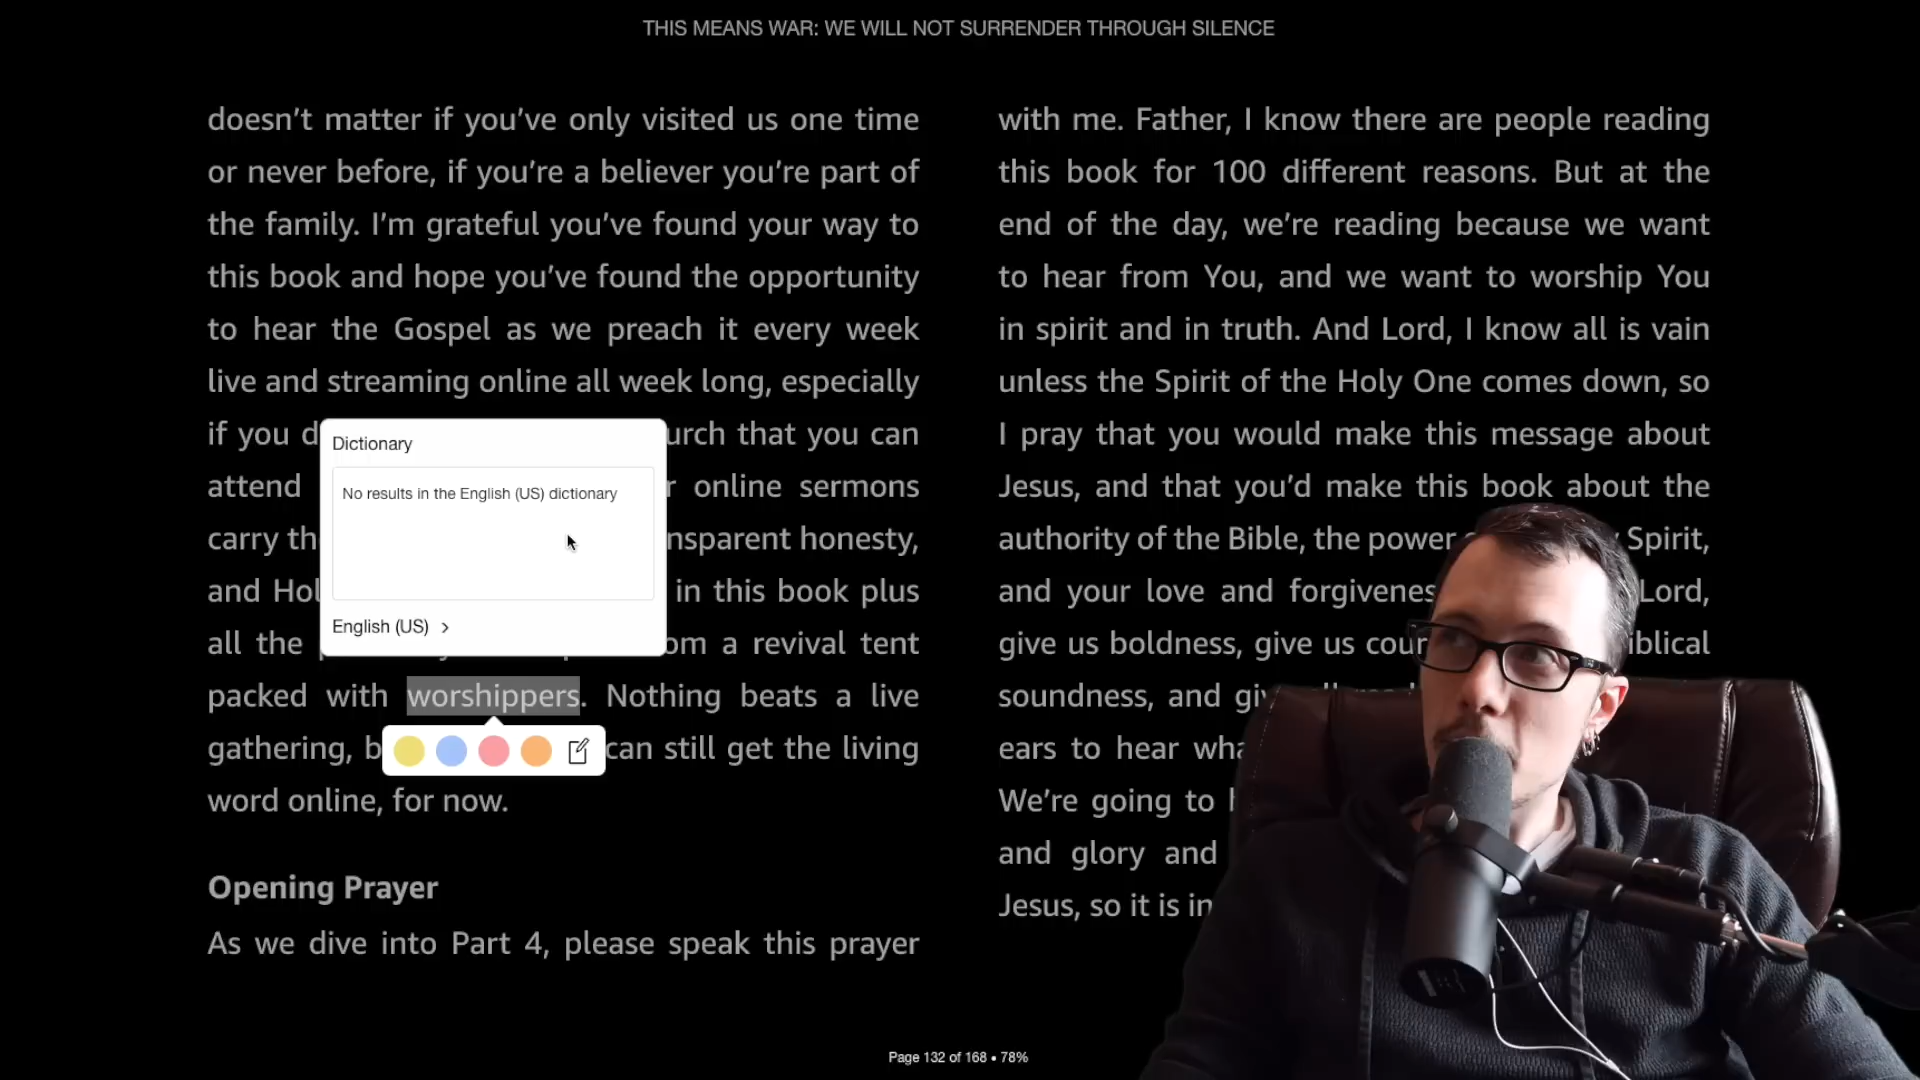 THIS MEANS WAR: WE WILL NOT SURRENDER THROUGH SILENCE
doesn’t matter if you’ve only visited us one time
or never before, if you’re a believer you’re part of
the family. I’m grateful you’ve found your way to
this book and hope you’ve found the opportunity
to hear the Gospel as we preach it every week
live and streaming online all week long, especially
if you d urch that you can
attend r online sermons
carry th nsparent honesty,
and Hol in this book plus
all the om a revival tent
packed with worshippers. Nothing beats a live
gathering, b can still get the living
word online, for now.
Opening Prayer
As we dive into Part 4, please speak this prayer
Dictionary
No results in the English (US) dictionary
English (US) >
with me. Father, I know there are people reading
this book for 100 different reasons. But at the
end of the day, we’re reading because we want
to hear from You, and we want to worship You
in spirit and in truth. And Lord, I know all is vain
unless the Spirit of the Holy One comes down, so
I pray that you would make this message about
Jesus, and that you’d make this book about the
authority of the Bible, the power Spirit,
and your love and forgivenes Lord,
give us boldness, give us cour iblical
soundness, and giv
ears to hear wha
We’re going to
and glory and
Jesus, so it is in
Page 132 of 168 • 78%